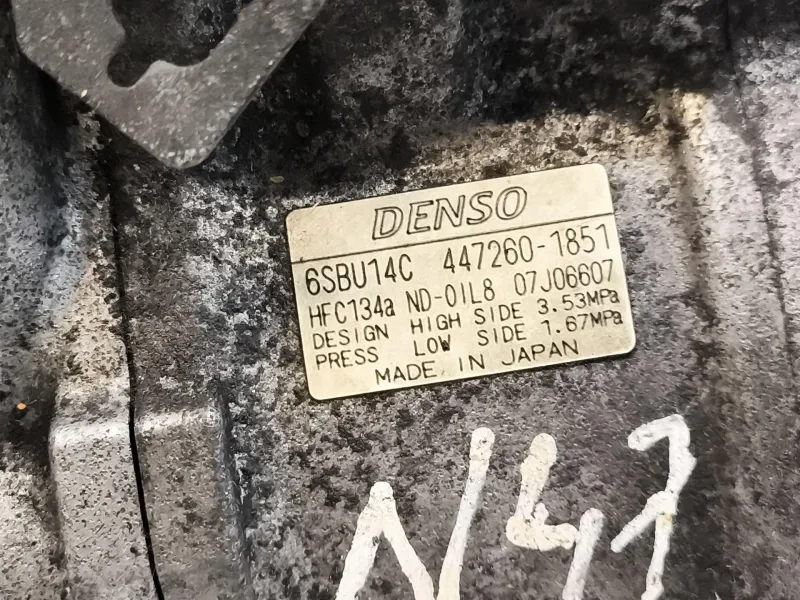 DENSO
6SBU14C 447260-1851
HFC134a ND-OIL8 07J06607
DESIGN HIGH SIDE 3.53MPa
PRESS LOW SIDE 1.67MPa
MADE IN JAPAN
N47